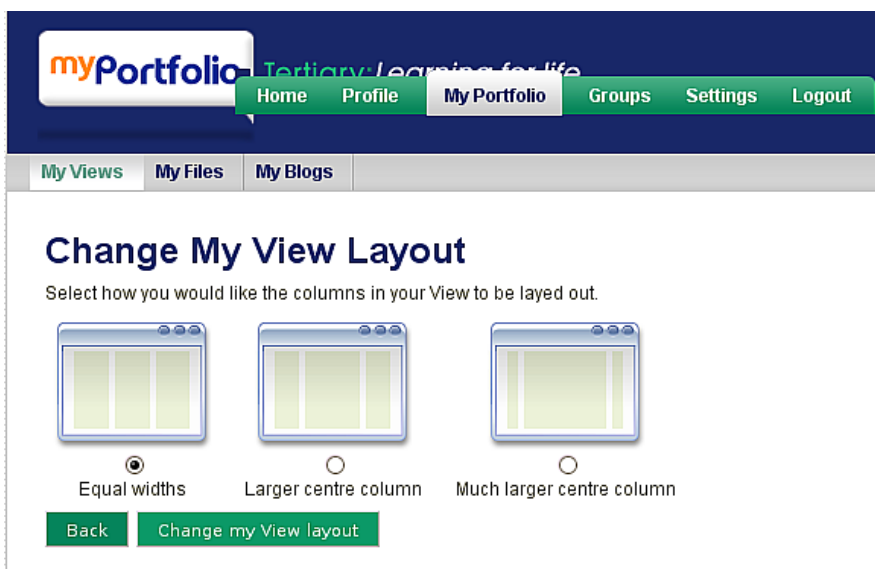 myPortfolio
Tertiary: Learning for life
Home Profile My Portfolio Groups Settings Logout
My Views My Files My Blogs
Change My View Layout
Select how you would like the columns in your View to be layed out.
Equal widths Larger centre column Much larger centre column
Back Change my View layout